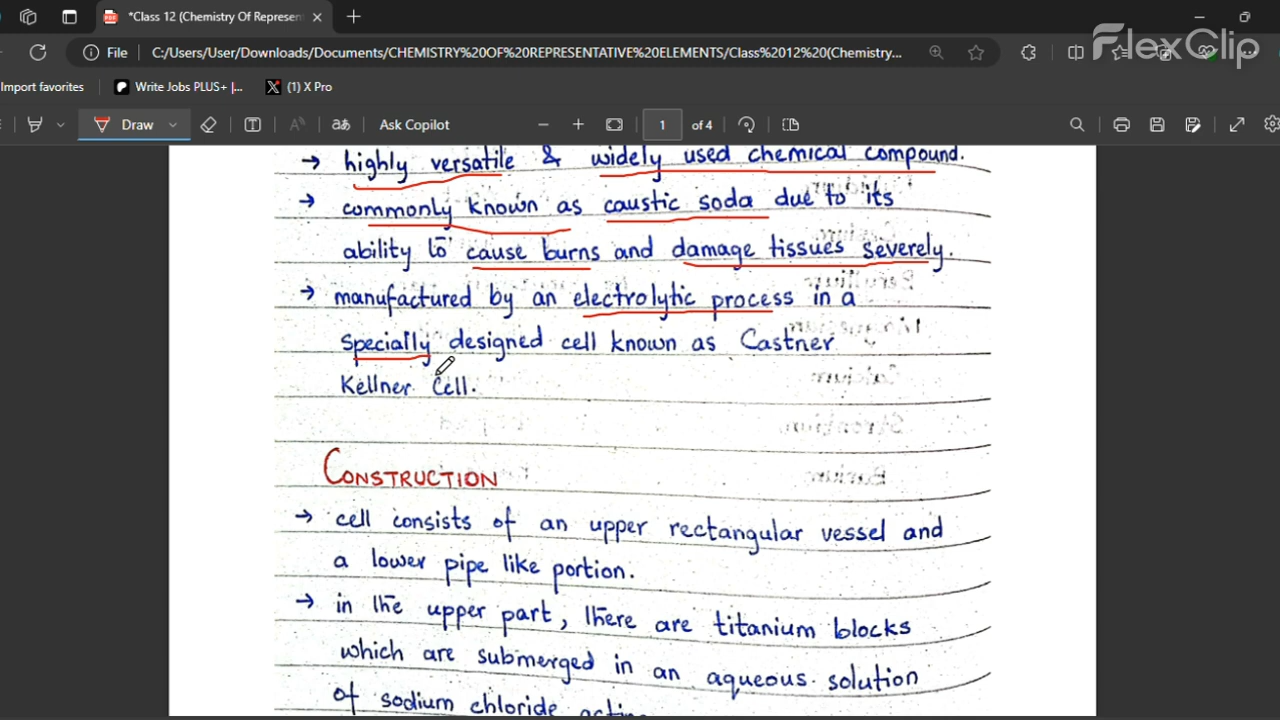 *Class 12 (Chemistry Of Represen
FlexClip
File C:/Users/User/Downloads/Documents/CHEMISTRY%20OF%20REPRESENTATIVE%20ELEMENTS/Class%2012%20(Chemistry...
Import favorites Write Jobs PLUS+ |... (1) X Pro
Draw Ask Copilot 1 of 4
→ highly versatile & widely used chemical compound.
→ commonly known as caustic soda due to its
ability to cause burns and damage tissues severely.
→ manufactured by an electrolytic process in a
specially designed cell known as Castner
Kellner Cell.
CONSTRUCTION
→ cell consists of an upper rectangular vessel and
a lower pipe like portion.
→ in the upper part, there are titanium blocks
which are submerged in an aqueous solution
of sodium chloride